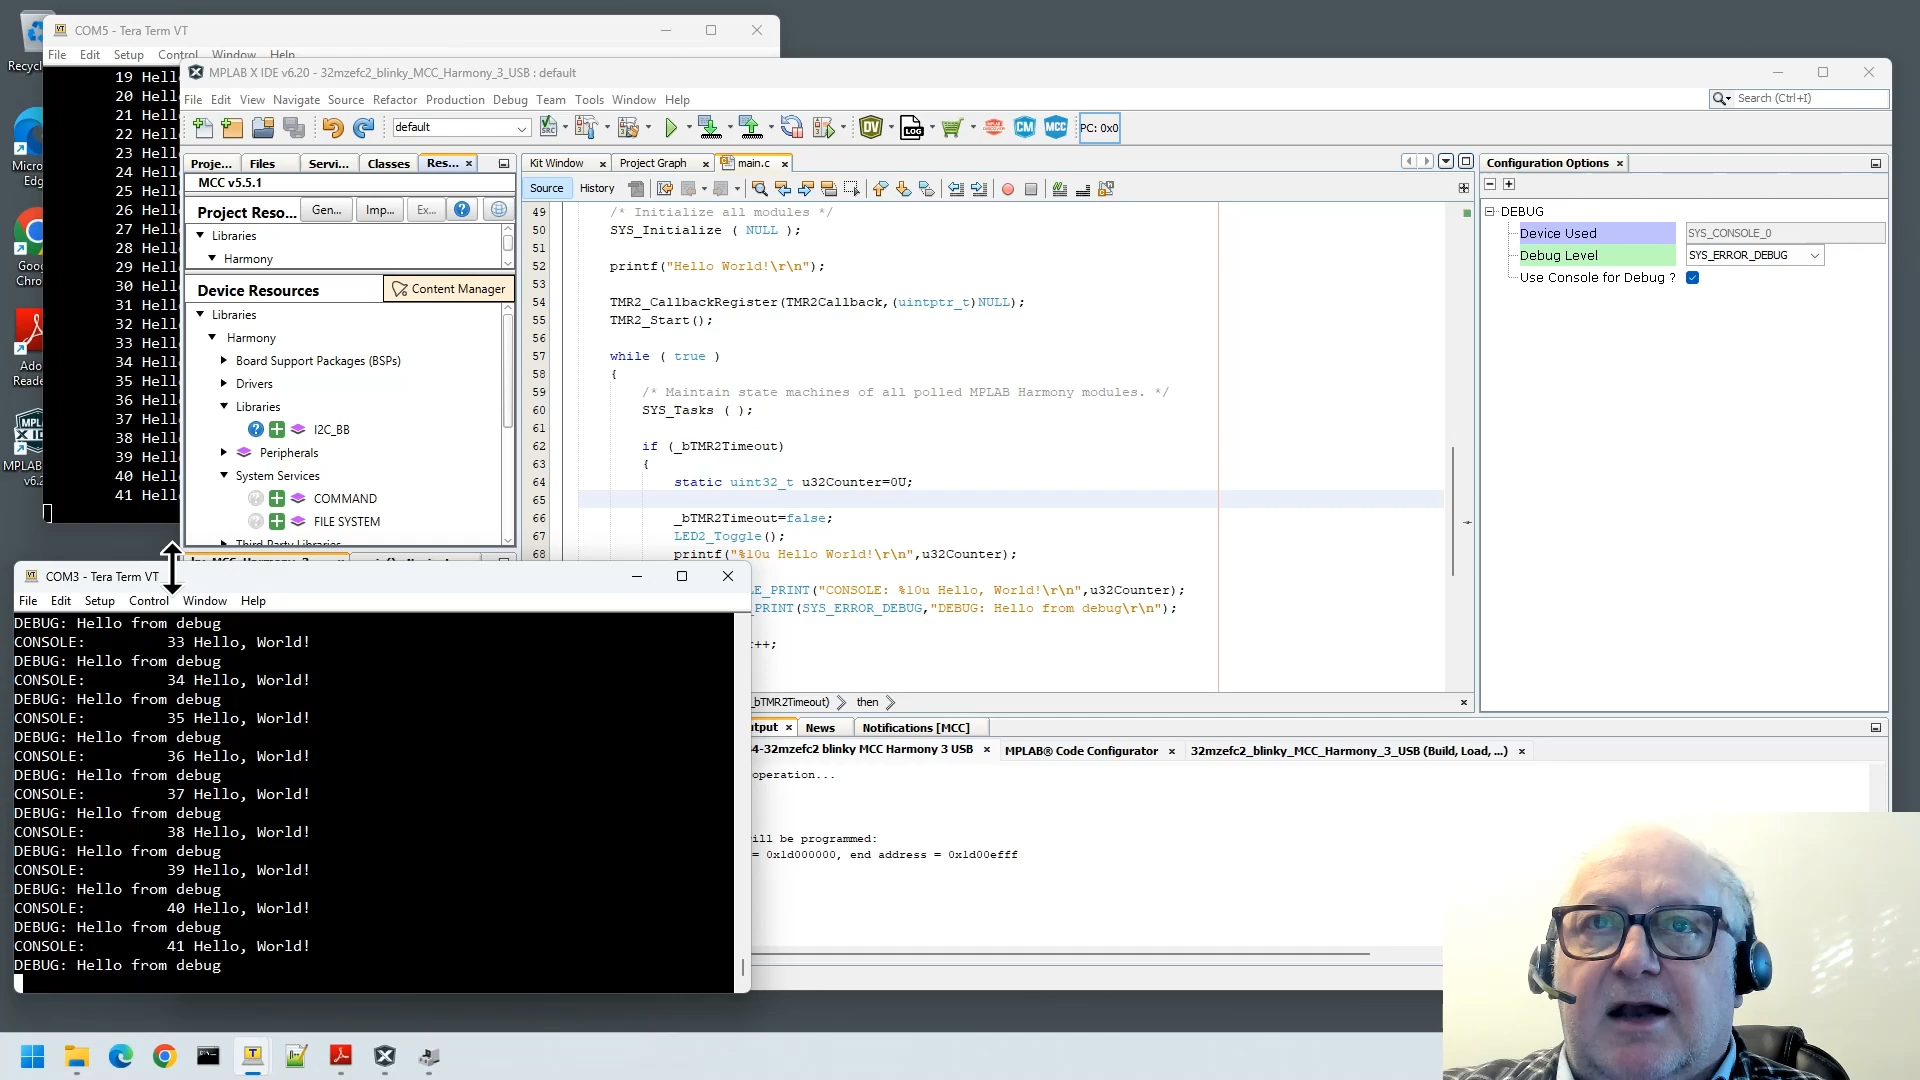 COM5 - Tera Term VT
File Edit Setup Control Window Help
19 Hell
20 Hell
21 Hell
22 Hell
23 Hell
24 Hell
25 Hell
26 Hell
27 Hell
28 Hell
29 Hell
30 Hell
31 Hell
32 Hell
33 Hell
34 Hell
35 Hell
36 Hell
37 Hell
38 Hell
39 Hell
40 Hell
41 Hell
Recyc
Micro
Ed
Goog
Chro
Ado
Reade
MPLAB
v6.2
MPLAB X IDE v6.20 - 32mzefc2_blinky_MCC_Harmony_3_USB : default
File Edit View Navigate Source Refactor Production Debug Team Tools Window Help
Search (Ctrl+I)
default
DV
LOG
CM
MCC
PC: 0x0
Proje... Files Servi... Classes Res...
MCC v5.5.1
Project Reso... Gen... Imp... Ex...
Libraries
Harmony
Device Resources Content Manager
Libraries
Harmony
Board Support Packages (BSPs)
Drivers
Libraries
I2C_BB
Peripherals
System Services
COMMAND
FILE SYSTEM
Third Party Libraries
Kit Window Project Graph main.c
Source History
49 /* Initialize all modules */
50 SYS_Initialize ( NULL );
51
52 printf("Hello World!\r\n");
53
54 TMR2_CallbackRegister(TMR2Callback,(uintptr_t)NULL);
55 TMR2_Start();
56
57 while ( true )
58 {
59 /* Maintain state machines of all polled MPLAB Harmony modules. */
60 SYS_Tasks ( );
61
62 if (_bTMR2Timeout)
63 {
64 static uint32_t u32Counter=0U;
65
66 _bTMR2Timeout=false;
67 LED2_Toggle();
68 printf("%10u Hello World!\r\n",u32Counter);
LE_PRINT("CONSOLE: %10u Hello, World!\r\n",u32Counter);
_PRINT(SYS_ERROR_DEBUG,"DEBUG: Hello from debug\r\n");
++;
_bTMR2Timeout) then
Configuration Options
DEBUG
Device Used SYS_CONSOLE_0
Debug Level SYS_ERROR_DEBUG
Use Console for Debug ?
utput News Notifications [MCC]
4-32mzefc2 blinky MCC Harmony 3 USB MPLAB® Code Configurator 32mzefc2_blinky_MCC_Harmony_3_USB (Build, Load, ...)
operation...
will be programmed:
= 0x1d000000, end address = 0x1d00efff
COM3 - Tera Term VT
File Edit Setup Control Window Help
DEBUG: Hello from debug
CONSOLE: 33 Hello, World!
DEBUG: Hello from debug
CONSOLE: 34 Hello, World!
DEBUG: Hello from debug
CONSOLE: 35 Hello, World!
DEBUG: Hello from debug
CONSOLE: 36 Hello, World!
DEBUG: Hello from debug
CONSOLE: 37 Hello, World!
DEBUG: Hello from debug
CONSOLE: 38 Hello, World!
DEBUG: Hello from debug
CONSOLE: 39 Hello, World!
DEBUG: Hello from debug
CONSOLE: 40 Hello, World!
DEBUG: Hello from debug
CONSOLE: 41 Hello, World!
DEBUG: Hello from debug